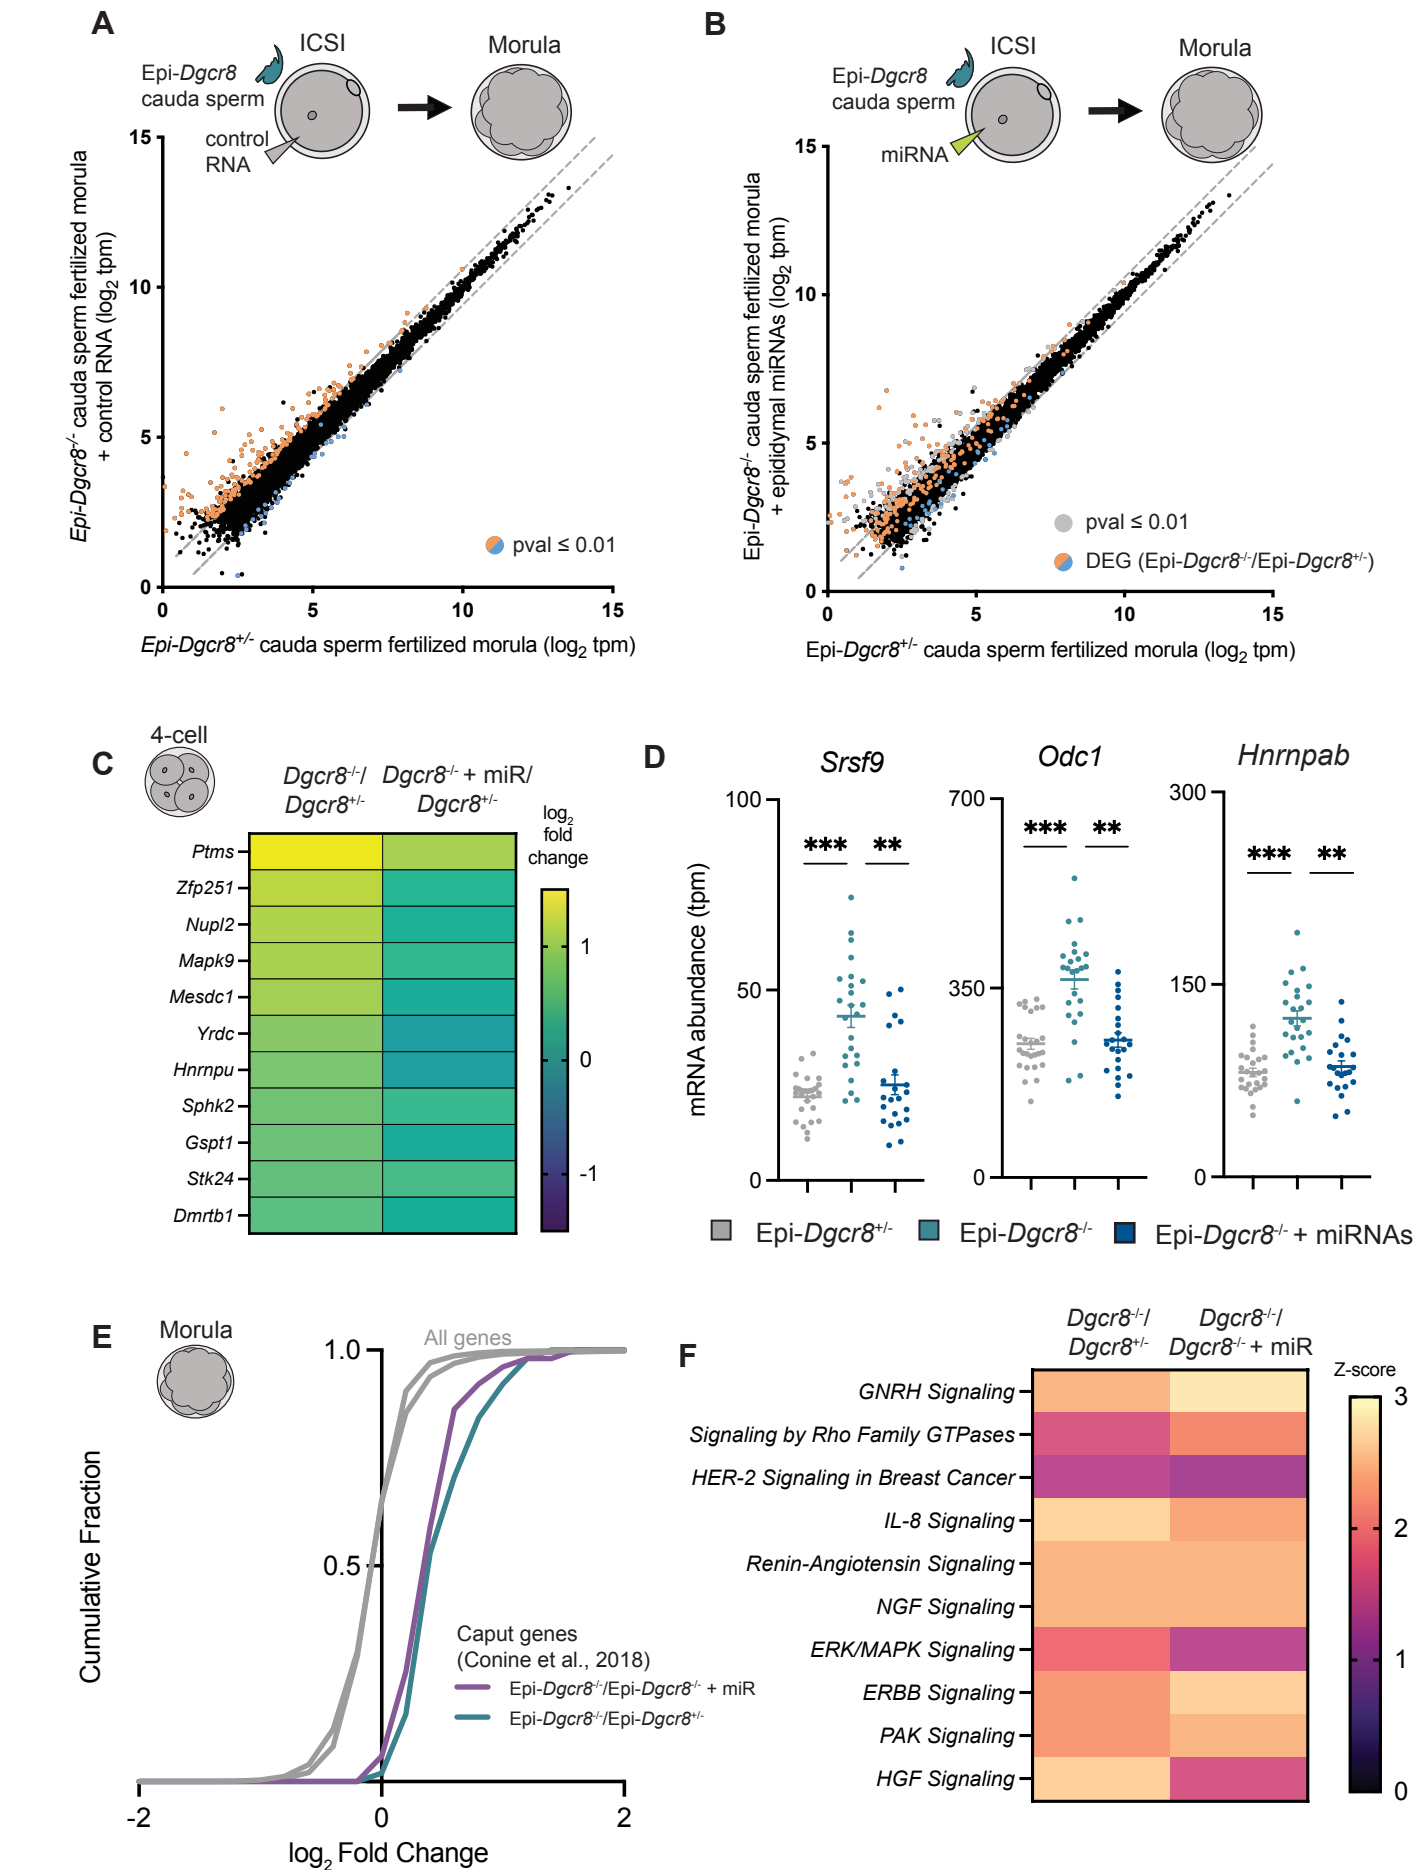 A
ICSI
Morula
Epi-Dgcr8
cauda sperm
control
RNA
15
10
5
0
0
5
10
15
Epi-Dgcr8-/- cauda sperm fertilized morula
+ control RNA (log2 tpm)
pval ≤ 0.01
Epi-Dgcr8+/- cauda sperm fertilized morula (log2 tpm)
B
ICSI
Morula
Epi-Dgcr8
cauda sperm
miRNA
15
10
5
0
0
5
10
15
Epi-Dgcr8-/- cauda sperm fertilized morula
+ epididymal miRNAs (log2 tpm)
pval ≤ 0.01
DEG (Epi-Dgcr8-/-/Epi-Dgcr8+/-)
Epi-Dgcr8+/- cauda sperm fertilized morula (log2 tpm)
C
4-cell
Dgcr8-/-/
Dgcr8+/-
Dgcr8-/- + miR/
Dgcr8+/-
log2
fold
change
1
0
-1
Ptms
Zfp251
Nupl2
Mapk9
Mesdc1
Yrdc
Hnrnpu
Sphk2
Gspt1
Stk24
Dmrtb1
D
Srsf9
Odc1
Hnrnpab
mRNA abundance (tpm)
100
50
0
*** **
700
350
0
*** **
300
150
0
*** **
Epi-Dgcr8+/-
Epi-Dgcr8-/-
Epi-Dgcr8-/- + miRNAs
E
Morula
Cumulative Fraction
1.0
0.5
All genes
Caput genes
(Conine et al., 2018)
Epi-Dgcr8-/-/Epi-Dgcr8-/- + miR
Epi-Dgcr8-/-/Epi-Dgcr8+/-
-2
0
2
log2 Fold Change
F
Dgcr8-/-/
Dgcr8+/-
Dgcr8-/-/
Dgcr8-/- + miR
Z-score
3
2
1
0
GNRH Signaling
Signaling by Rho Family GTPases
HER-2 Signaling in Breast Cancer
IL-8 Signaling
Renin-Angiotensin Signaling
NGF Signaling
ERK/MAPK Signaling
ERBB Signaling
PAK Signaling
HGF Signaling